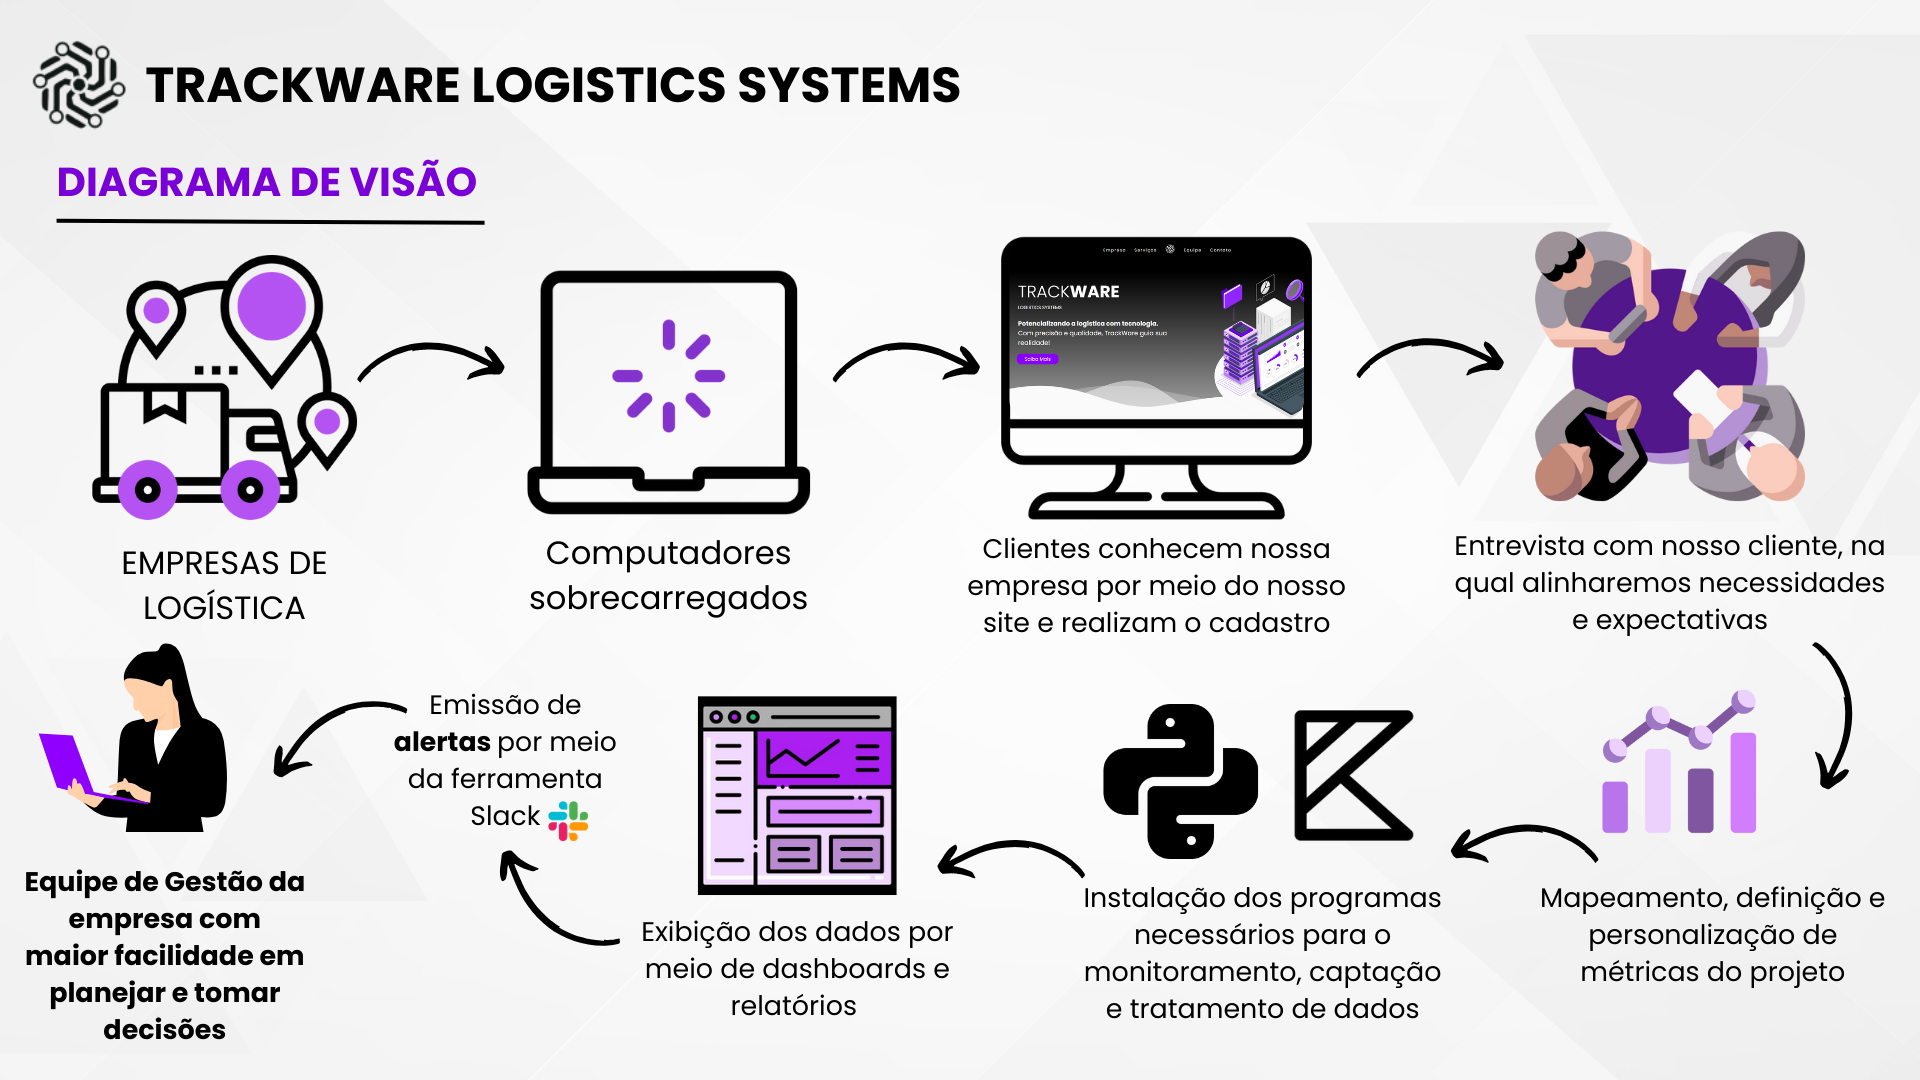 TRACKWARE LOGISTICS SYSTEMS
DIAGRAMA DE VISÃO
EMPRESAS DE
LOGÍSTICA
Computadores
sobrecarregados
Empresa Serviços Equipe Contato
TRACKWARE
LOGISTICS SYSTEMS
Potencializando a logística com tecnologia.
Com precisão e qualidade, TrackWare guia sua
realidade!
Saiba Mais
Clientes conhecem nossa
empresa por meio do nosso
site e realizam o cadastro
Entrevista com nosso cliente, na
qual alinharemos necessidades
e expectativas
Mapeamento, definição e
personalização de
métricas do projeto
Instalação dos programas
necessários para o
monitoramento, captação
e tratamento de dados
Exibição dos dados por
meio de dashboards e
relatórios
Emissão de
alertas por meio
da ferramenta
Slack
Equipe de Gestão da
empresa com
maior facilidade em
planejar e tomar
decisões